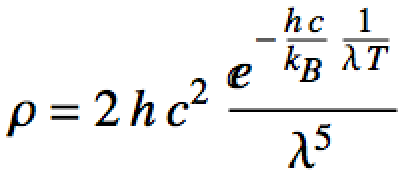 ρ = 2 h c² e^(-(h c / k_B) (1 / λ T)) / λ⁵